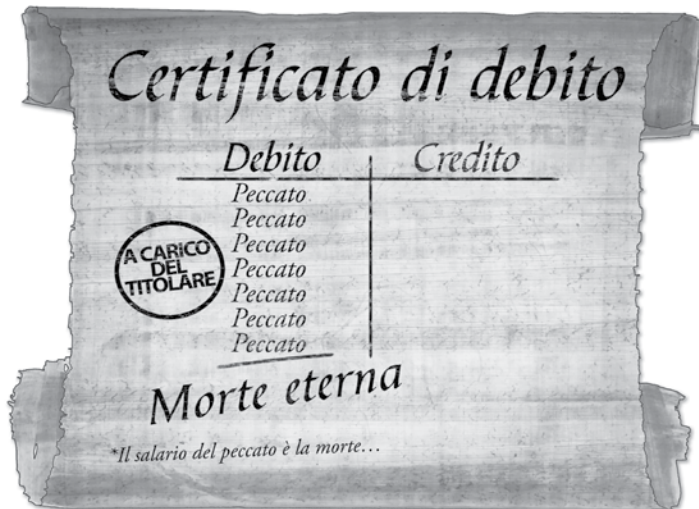 Certificato di debito
Debito Credito
Peccato
Peccato
Peccato
Peccato
Peccato
Peccato
Peccato
A CARICO
DEL
TITOLARE
Morte eterna
*Il salario del peccato è la morte…